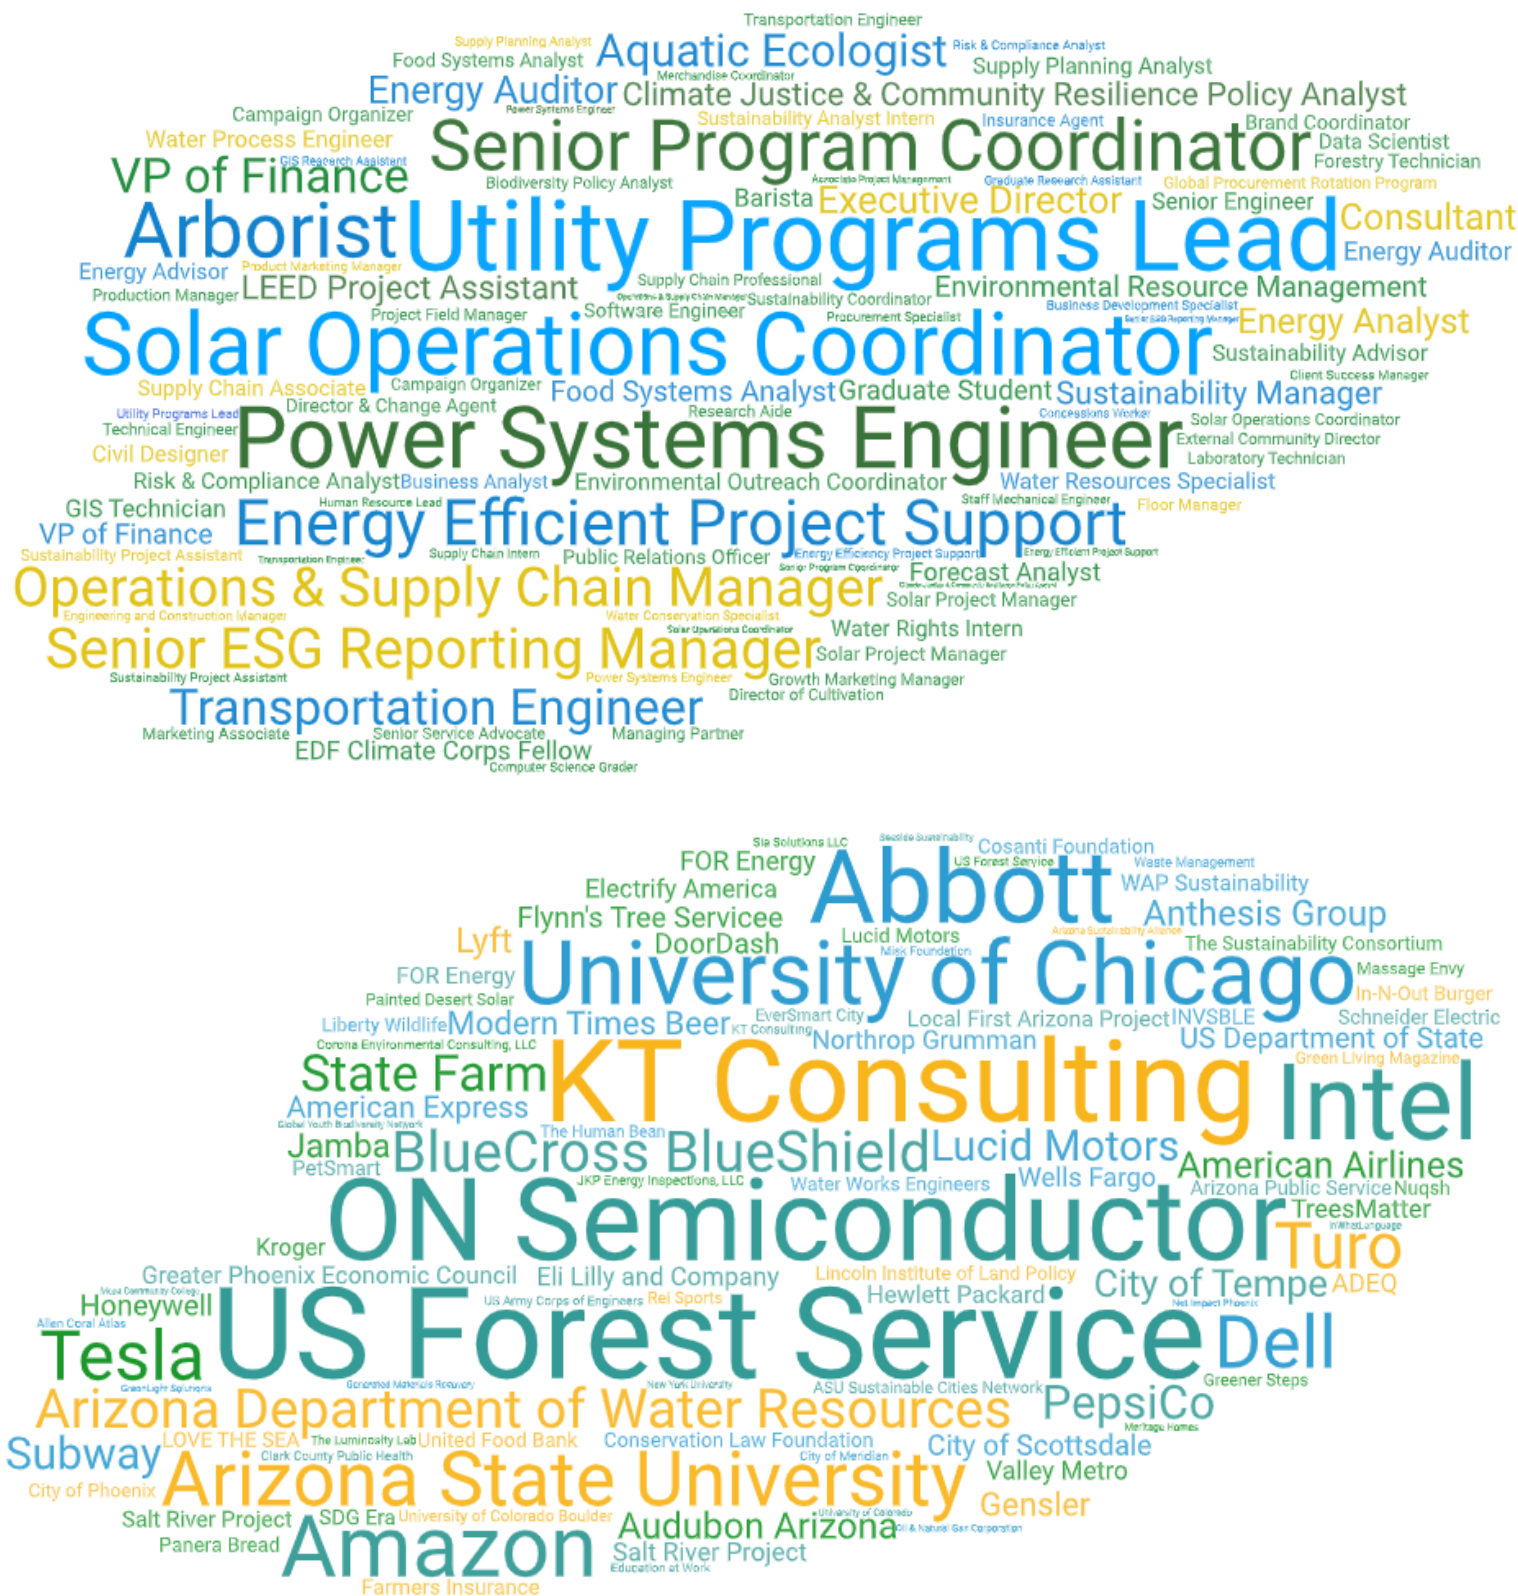 Transportation Engineer
Supply Planning Analyst
Aquatic Ecologist
Risk & Compliance Analyst
Food Systems Analyst
Supply Planning Analyst
Merchandise Coordinator
Energy Auditor
Climate Justice & Community Resilience Policy Analyst
Power Systems Engineer
Campaign Organizer
Sustainability Analyst Intern
Insurance Agent
Brand Coordinator
Water Process Engineer
Senior Program Coordinator
Data Scientist
VP of Finance
GIS Research Assistant
Forestry Technician
Biodiversity Policy Analyst
Associate Project Management
Graduate Research Assistant
Global Procurement Rotation Program
Barista
Executive Director
Senior Engineer
Arborist
Utility Programs Lead
Consultant
Energy Auditor
Energy Advisor
Product Marketing Manager
Production Manager
LEED Project Assistant
Supply Chain Professional
Environmental Resource Management
Operations & Supply Chain Manager
Sustainability Coordinator
Business Development Specialist
Project Field Manager
Software Engineer
Procurement Specialist
Senior ESG Reporting Manager
Energy Analyst
Solar Operations Coordinator
Sustainability Advisor
Client Success Manager
Supply Chain Associate
Campaign Organizer
Food Systems Analyst
Graduate Student
Sustainability Manager
Utility Programs Lead
Director & Change Agent
Research Aide
Concessions Worker
Solar Operations Coordinator
Technical Engineer
Power Systems Engineer
External Community Director
Civil Designer
Laboratory Technician
Risk & Compliance Analyst
Business Analyst
Environmental Outreach Coordinator
Water Resources Specialist
GIS Technician
Human Resource Lead
Staff Mechanical Engineer
Floor Manager
VP of Finance
Energy Efficient Project Support
Sustainability Project Assistant
Transportation Engineer
Supply Chain Intern
Public Relations Officer
Energy Efficiency Project Support
Energy Efficient Project Support
Senior Program Coordinator
Forecast Analyst
Operations & Supply Chain Manager
Climate Justice & Community Resilience Policy Analyst
Solar Project Manager
Engineering and Construction Manager
Water Conservation Specialist
Solar Operations Coordinator
Water Rights Intern
Senior ESG Reporting Manager
Solar Project Manager
Sustainability Project Assistant
Power Systems Engineer
Growth Marketing Manager
Director of Cultivation
Transportation Engineer
Marketing Associate
Senior Service Advocate
Managing Partner
EDF Climate Corps Fellow
Computer Science Grader
Sia Solutions LLC
Seaside Sustainability
Cosanti Foundation
FOR Energy
Abbott
US Forest Service
Waste Management
Electrify America
WAP Sustainability
Flynn's Tree Servicee
Anthesis Group
Lyft
DoorDash
Lucid Motors
Arizona Sustainability Alliance
The Sustainability Consortium
Misk Foundation
FOR Energy
University of Chicago
Massage Envy
Painted Desert Solar
In-N-Out Burger
Liberty Wildlife
Modern Times Beer
KT Consulting
EverSmart City
Local First Arizona Project
INVSBLE
Schneider Electric
Corona Environmental Consulting, LLC
Northrop Grumman
US Department of State
Green Living Magazine
State Farm
KT Consulting
Intel
American Express
Global Youth Biodiversity Network
The Human Bean
Jamba
BlueCross BlueShield
Lucid Motors
PetSmart
American Airlines
JKP Energy Inspections, LLC
Water Works Engineers
Wells Fargo
Arizona Public Service
Nuqsh
ON Semiconductor
TreesMatter
InWhatLanguage
Kroger
Turo
Greater Phoenix Economic Council
Eli Lilly and Company
Lincoln Institute of Land Policy
City of Tempe
ADEQ
Mesa Community College
Honeywell
US Army Corps of Engineers
Rei Sports
Hewlett Packard
Net Impact Phoenix
Allen Coral Atlas
Tesla
US Forest Service
Dell
GreenLight Solutions
Generated Materials Recovery
New York University
ASU Sustainable Cities Network
Greener Steps
Arizona Department of Water Resources
PepsiCo
Meritage Homes
Subway
LOVE THE SEA
The Luminosity Lab
United Food Bank
Conservation Law Foundation
City of Scottsdale
Clark County Public Health
City of Meridian
City of Phoenix
Arizona State University
Valley Metro
Gensler
Salt River Project
SDG Era
University of Colorado Boulder
University of Colorado
Audubon Arizona
Oil & Natural Gas Corporation
Panera Bread
Amazon
Salt River Project
Education at Work
Farmers Insurance